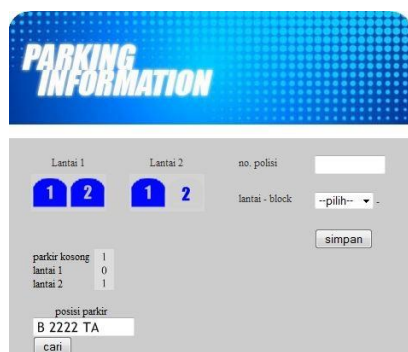 PARKING
INFORMATION
Lantai 1
Lantai 2
1 2
1 2
no. polisi
lantai - block
--pilih-- -
simpan
parkir kosong 1
lantai 1 0
lantai 2 1
posisi parkir
B 2222 TA
cari